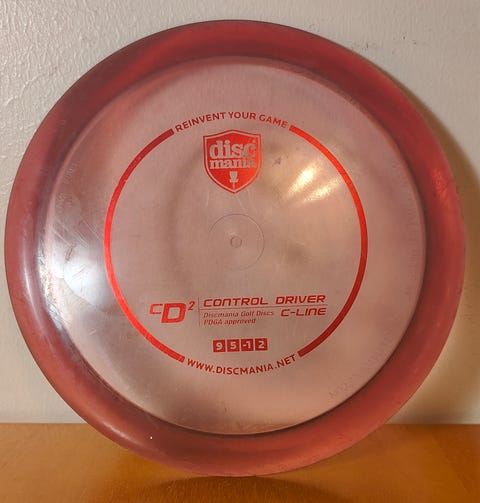 REINVENT YOUR GAME
disc
mania
CD² CONTROL DRIVER
Discmania Golf Discs C-LINE
PDGA approved
9 5 -1 2
WWW.DISCMANIA.NET